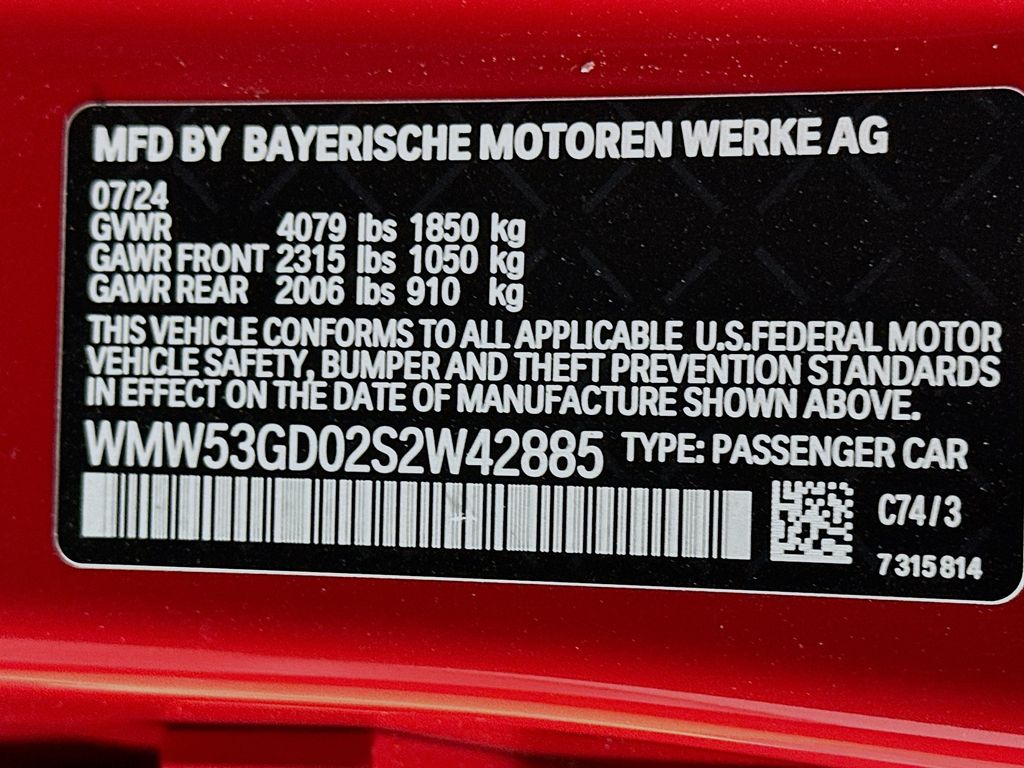 MFD BY BAYERISCHE MOTOREN WERKE AG
07/24
GVWR 4079 lbs 1850 kg
GAWR FRONT 2315 lbs 1050 kg
GAWR REAR 2006 lbs 910 kg
THIS VEHICLE CONFORMS TO ALL APPLICABLE U.S.FEDERAL MOTOR
VEHICLE SAFETY, BUMPER AND THEFT PREVENTION STANDARDS
IN EFFECT ON THE DATE OF MANUFACTURE SHOWN ABOVE.
WMW53GD02S2W42885 TYPE: PASSENGER CAR
C74/3
7315814